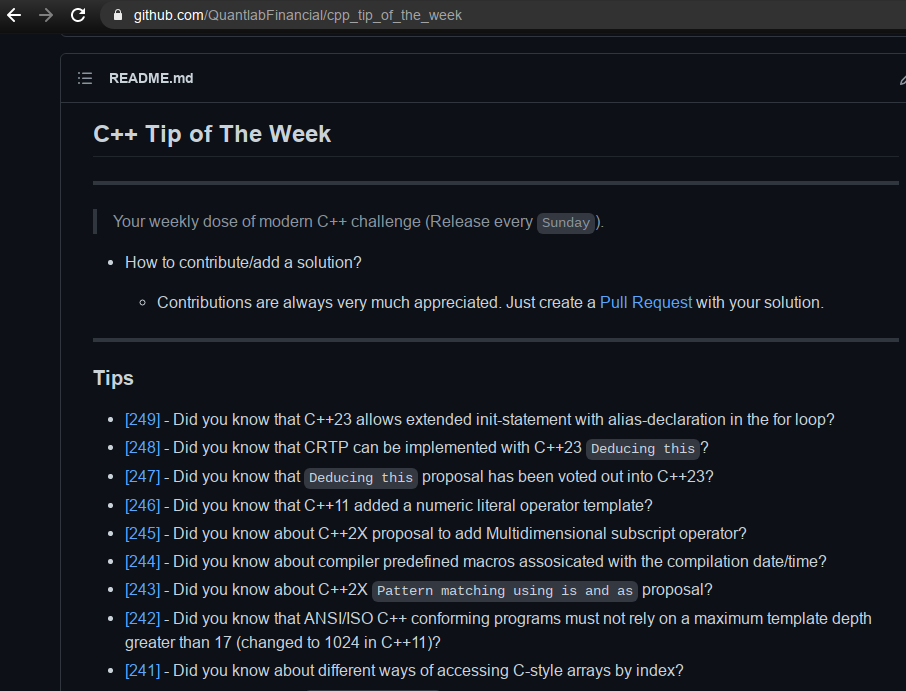 github.com/QuantlabFinancial/cpp_tip_of_the_week
README.md
C++ Tip of The Week
Your weekly dose of modern C++ challenge (Release every Sunday).
How to contribute/add a solution?
Contributions are always very much appreciated. Just create a Pull Request with your solution.
Tips
[249] - Did you know that C++23 allows extended init-statement with alias-declaration in the for loop?
[248] - Did you know that CRTP can be implemented with C++23 Deducing this?
[247] - Did you know that Deducing this proposal has been voted out into C++23?
[246] - Did you know that C++11 added a numeric literal operator template?
[245] - Did you know about C++2X proposal to add Multidimensional subscript operator?
[244] - Did you know about compiler predefined macros assosicated with the compilation date/time?
[243] - Did you know about C++2X Pattern matching using is and as proposal?
[242] - Did you know that ANSI/ISO C++ conforming programs must not rely on a maximum template depth
greater than 17 (changed to 1024 in C++11)?
[241] - Did you know about different ways of accessing C-style arrays by index?